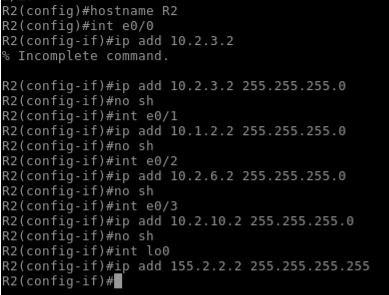 R2(config)#hostname R2
R2(config)#int e0/0
R2(config-if)#ip add 10.2.3.2
% Incomplete command.
R2(config-if)#ip add 10.2.3.2 255.255.255.0
R2(config-if)#no sh
R2(config-if)#int e0/1
R2(config-if)#ip add 10.1.2.2 255.255.255.0
R2(config-if)#no sh
R2(config-if)#int e0/2
R2(config-if)#ip add 10.2.6.2 255.255.255.0
R2(config-if)#no sh
R2(config-if)#int e0/3
R2(config-if)#ip add 10.2.10.2 255.255.255.0
R2(config-if)#no sh
R2(config-if)#int lo0
R2(config-if)#ip add 155.2.2.2 255.255.255.255
R2(config-if)#